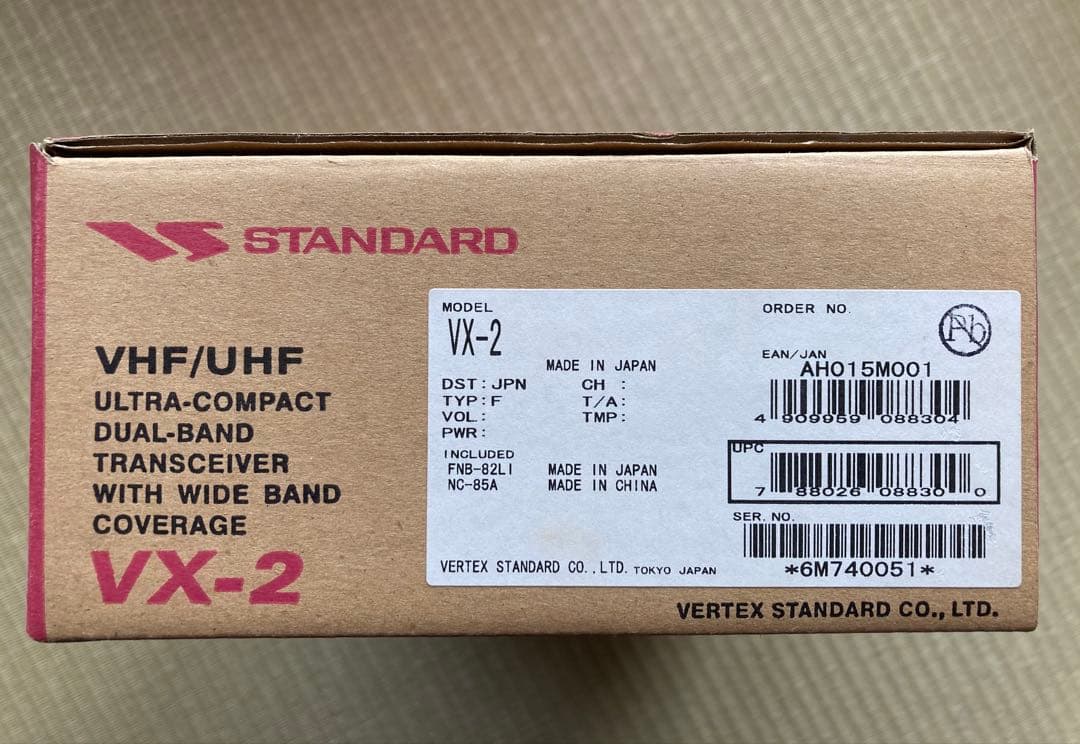 STANDARD
VHF/UHF
ULTRA-COMPACT
DUAL-BAND
TRANSCEIVER
WITH WIDE BAND
COVERAGE
VX-2
MODEL
VX-2
MADE IN JAPAN
DST: JPN CH :
TYP: F T/A:
VOL: TMP:
PWR:
INCLUDED
FNB-82LI MADE IN JAPAN
NC-85A MADE IN CHINA
VERTEX STANDARD CO.,LTD. TOKYO JAPAN
ORDER NO.
Pb
EAN/JAN
AH015M001
4 909959 088304
UPC
7 88026 08830 0
SER. NO.
*6M740051*
VERTEX STANDARD CO., LTD.